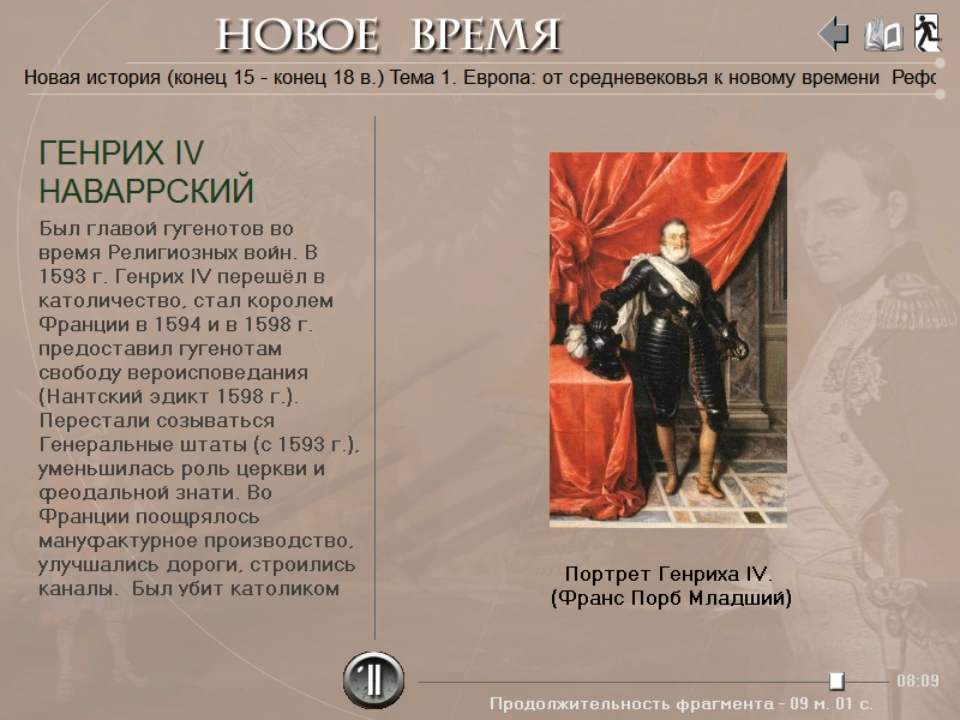 НОВОЕ ВРЕМЯ
Новая история (конец 15 - конец 18 в.) Тема 1. Европа: от средневековья к новому времени Рефо
ГЕНРИХ IV
НАВАРРСКИЙ
Был главой гугенотов во
время Религиозных войн. В
1593 г. Генрих IV перешёл в
католичество, стал королем
Франции в 1594 и в 1598 г.
предоставил гугенотам
свободу вероисповедания
(Нантский эдикт 1598 г.).
Перестали созываться
Генеральные штаты (с 1593 г.),
уменьшилась роль церкви и
феодальной знати. Во
Франции поощрялось
мануфактурное производство,
улучшались дороги, строились
каналы. Был убит католиком
Портрет Генриха IV.
(Франс Порб Младший)
08:09
Продолжительность фрагмента - 09 м. 01 с.